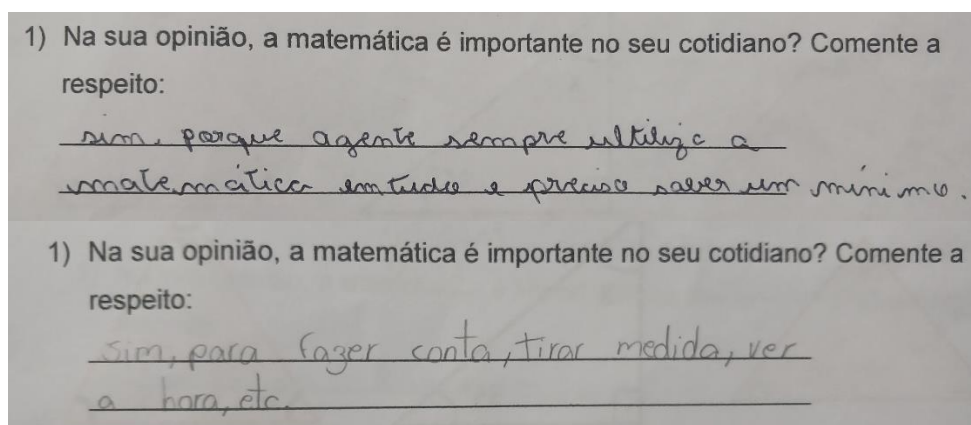 1) Na sua opinião, a matemática é importante no seu cotidiano? Comente a
respeito:
sim, porque agente sempre ultiliza a
matemática em tudo e preciso saber um mínimo.
1) Na sua opinião, a matemática é importante no seu cotidiano? Comente a
respeito:
sim, para fazer conta, tirar medida, ver
a hora, etc.